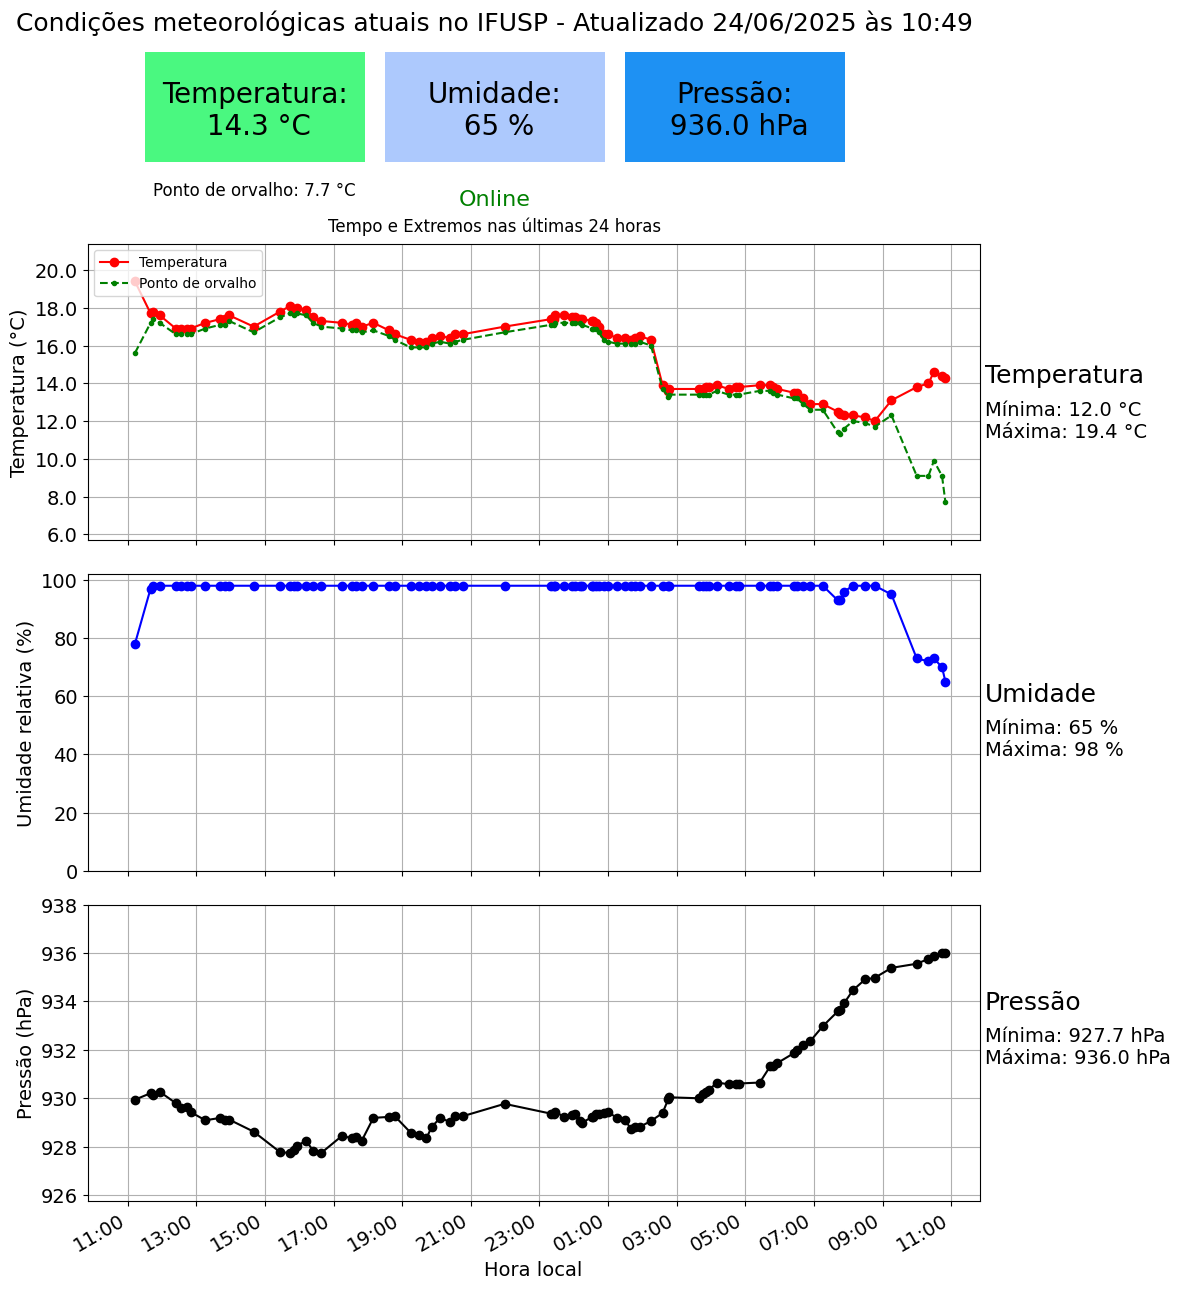 Condições meteorológicas atuais no IFUSP - Atualizado 24/06/2025 às 10:49
Temperatura:
14.3 °C
Umidade:
65 %
Pressão:
936.0 hPa
Ponto de orvalho: 7.7 °C
Online
Tempo e Extremos nas últimas 24 horas
Temperatura
Ponto de orvalho
Temperatura (°C)
20.0
18.0
16.0
14.0
12.0
10.0
8.0
6.0
Temperatura
Mínima: 12.0 °C
Máxima: 19.4 °C
Umidade relativa (%)
100
80
60
40
20
0
Umidade
Mínima: 65 %
Máxima: 98 %
Pressão (hPa)
938
936
934
932
930
928
926
Pressão
Mínima: 927.7 hPa
Máxima: 936.0 hPa
11:00
13:00
15:00
17:00
19:00
21:00
23:00
01:00
03:00
05:00
07:00
09:00
11:00
Hora local